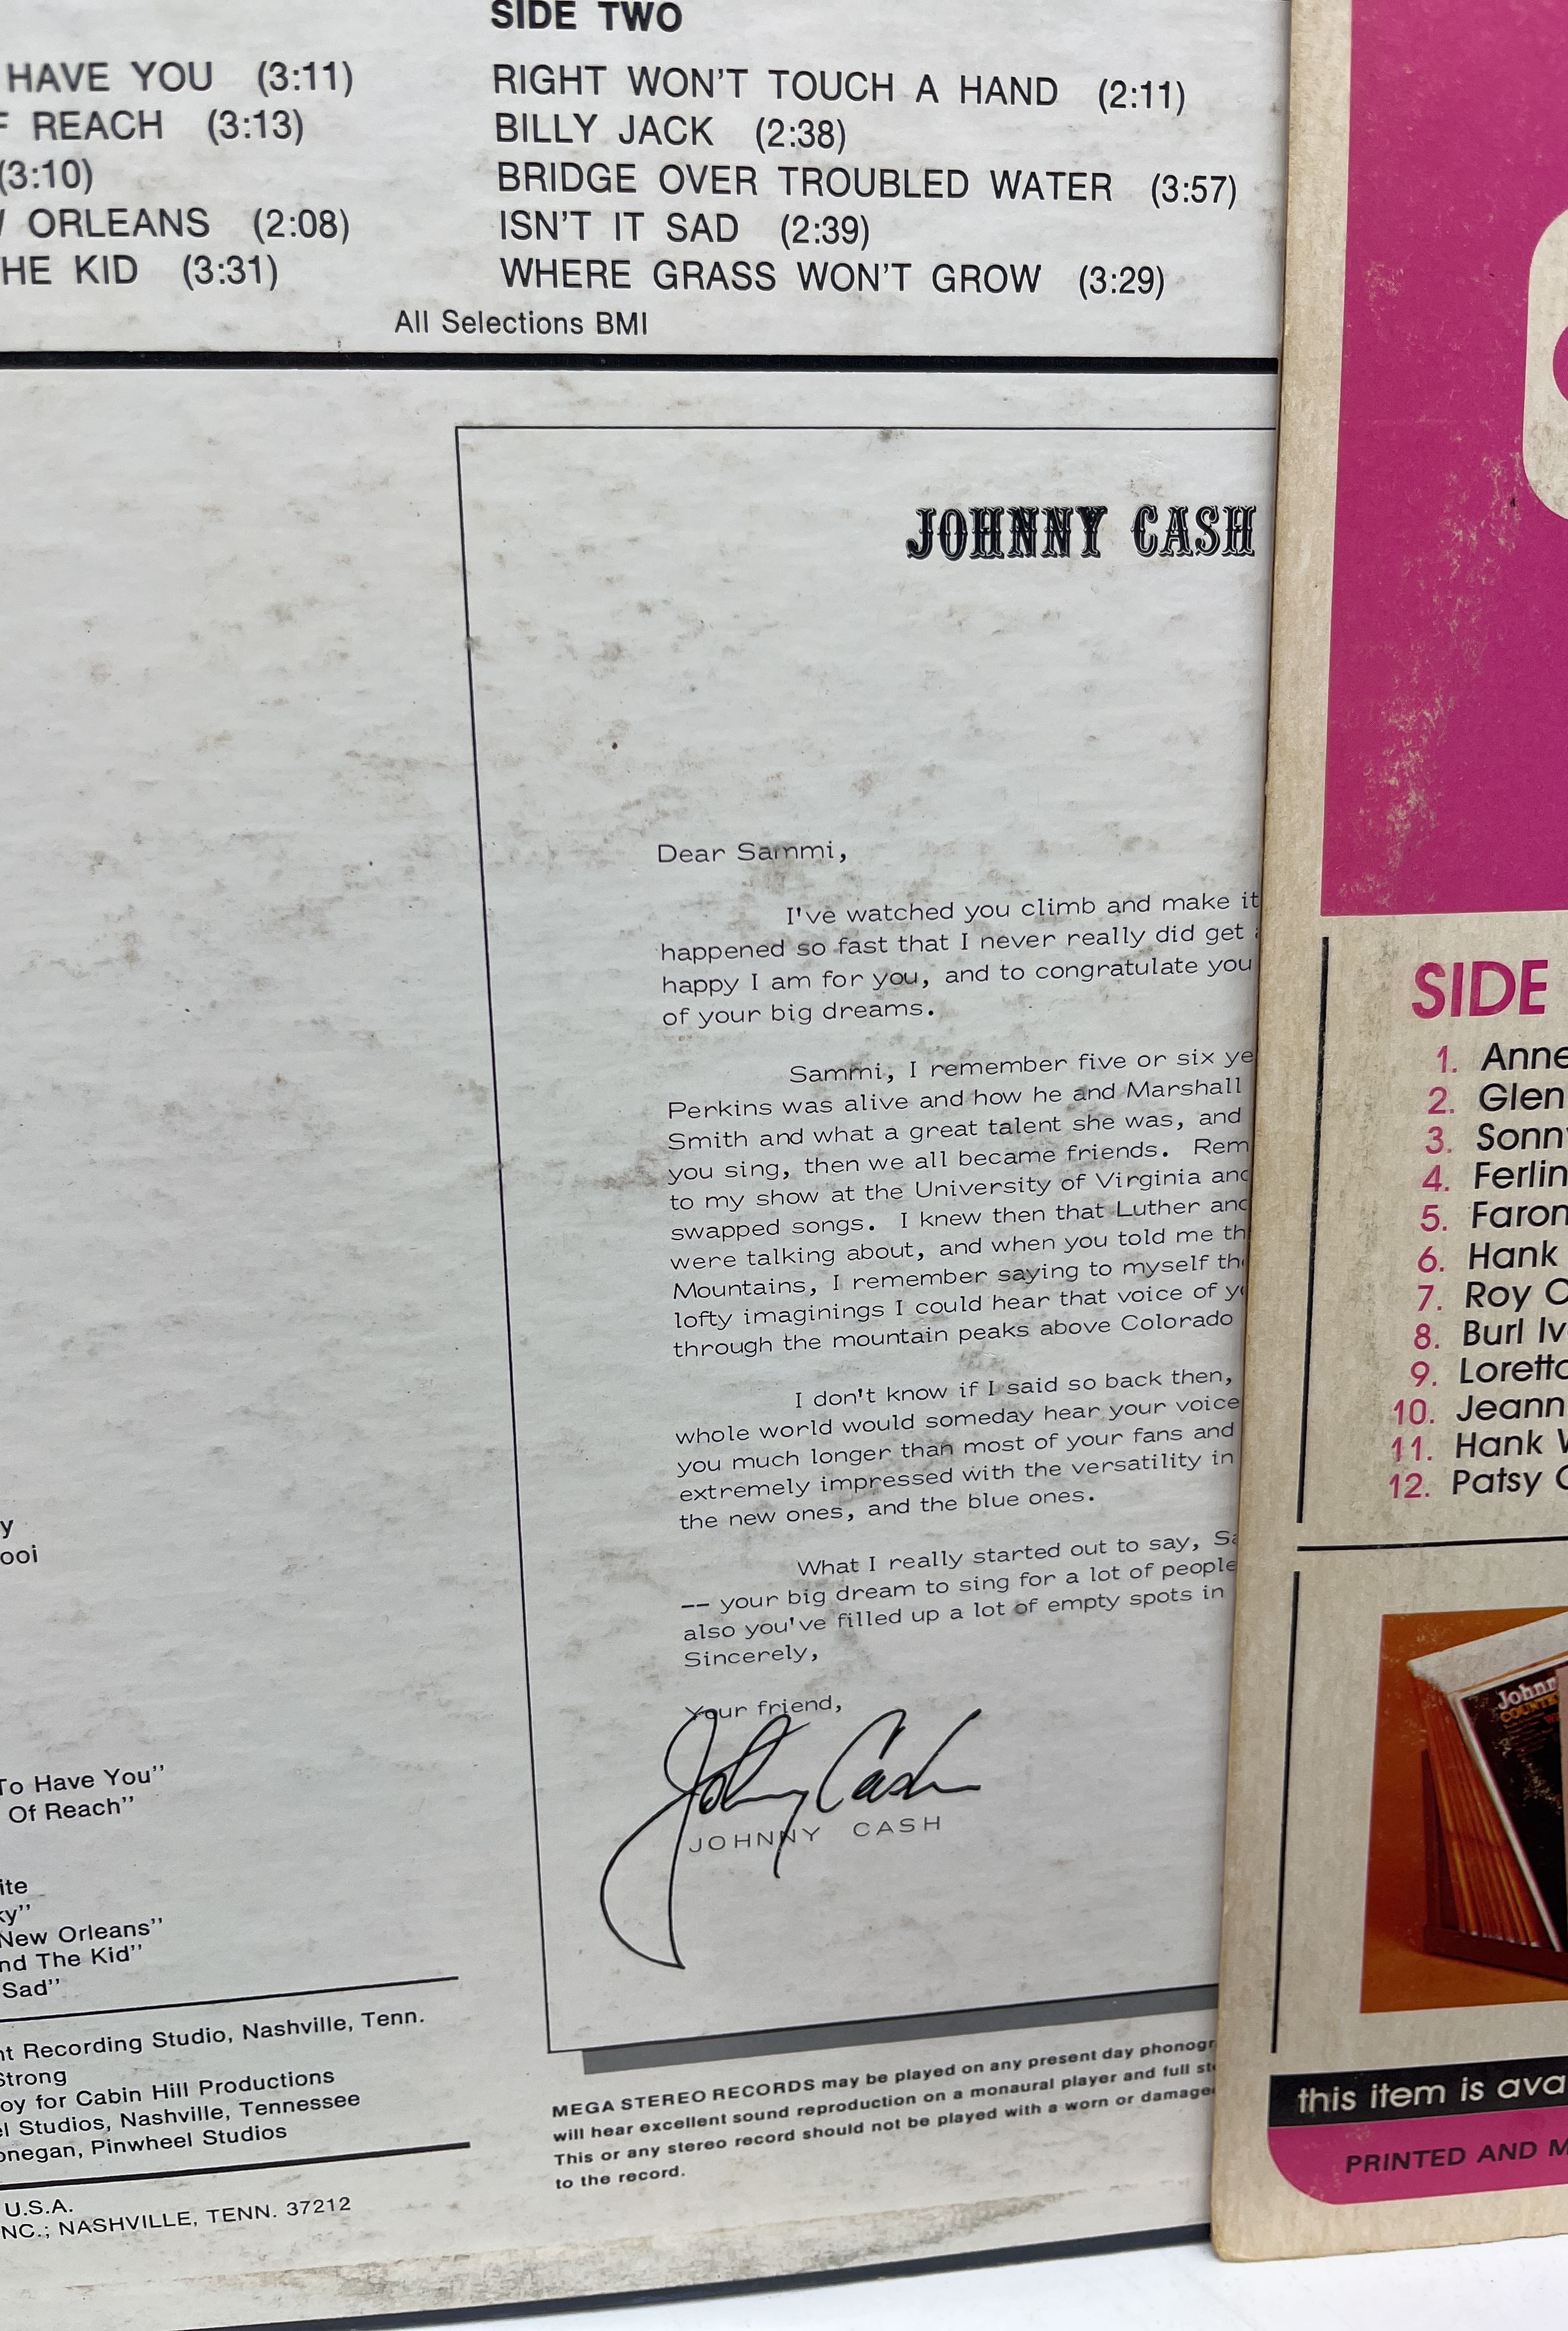 SIDE TWO
HAVE YOU (3:11)
REACH (3:13)
(3:10)
ORLEANS (2:08)
THE KID (3:31)
RIGHT WON'T TOUCH A HAND (2:11)
BILLY JACK (2:38)
BRIDGE OVER TROUBLED WATER (3:57)
ISN'T IT SAD (2:39)
WHERE GRASS WON'T GROW (3:29)
All Selections BMI
JOHNNY CASH
Dear Sammi,
I've watched you climb and make it
happened so fast that I never really did get
happy I am for you, and to congratulate you
of your big dreams.
Sammi, I remember five or six
Perkins was alive and how he and Marshall
Smith and what a great talent she was, and
you sing, then we all became friends.
to my show at the University of Virginia and
swapped songs. I knew then that Luther and
were talking about, and when you told me
Mountains, I remember saying to myself
lofty imaginings I could hear that voice of
through the mountain peaks above Colorado
I don't know if I said so back then,
whole world would someday hear your voice
you much longer than most of your fans and
extremely impressed with the versatility in
the new ones, and the blue ones.
What I really started out to say,
-- your big dream to sing for a lot of people
also you've filled up a lot of empty spots in
Sincerely,
Your friend,
Johnny Cash
JOHNNY CASH
To Have You''
Of Reach''
New Orleans''
And The Kid''
Sad''
Recording Studio, Nashville, Tenn.
Strong
for Cabin Hill Productions
Studios, Nashville, Tennessee
Pinwheel Studios
U.S.A.
INC.; NASHVILLE, TENN. 37212
MEGA STEREO RECORDS may be played on any present day
will hear excellent sound reproduction on a monaural player and full
This or any stereo record should not be played with a worn or damaged
to the record.
SIDE
1. Anne
2. Glen
3. Sonny
4. Ferlin
5. Faron
6. Hank
7. Roy
8. Burl
9. Loretta
10.
11. Hank
12. Patsy
this item is
PRINTED AND